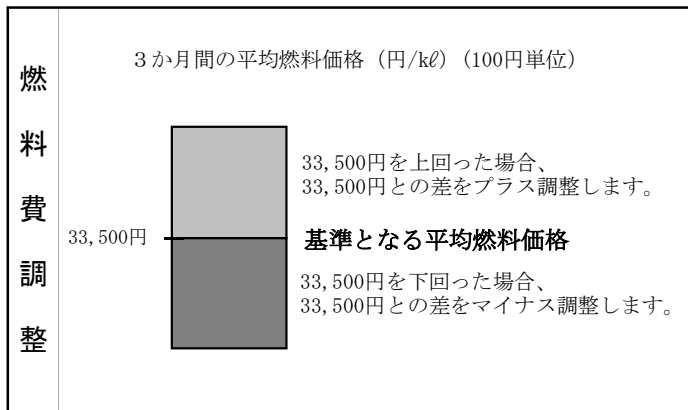 燃料費調整
３か月間の平均燃料価格（円/kℓ）（100円単位）
33,500円を上回った場合、
33,500円との差をプラス調整します。
33,500円
基準となる平均燃料価格
33,500円を下回った場合、
33,500円との差をマイナス調整します。